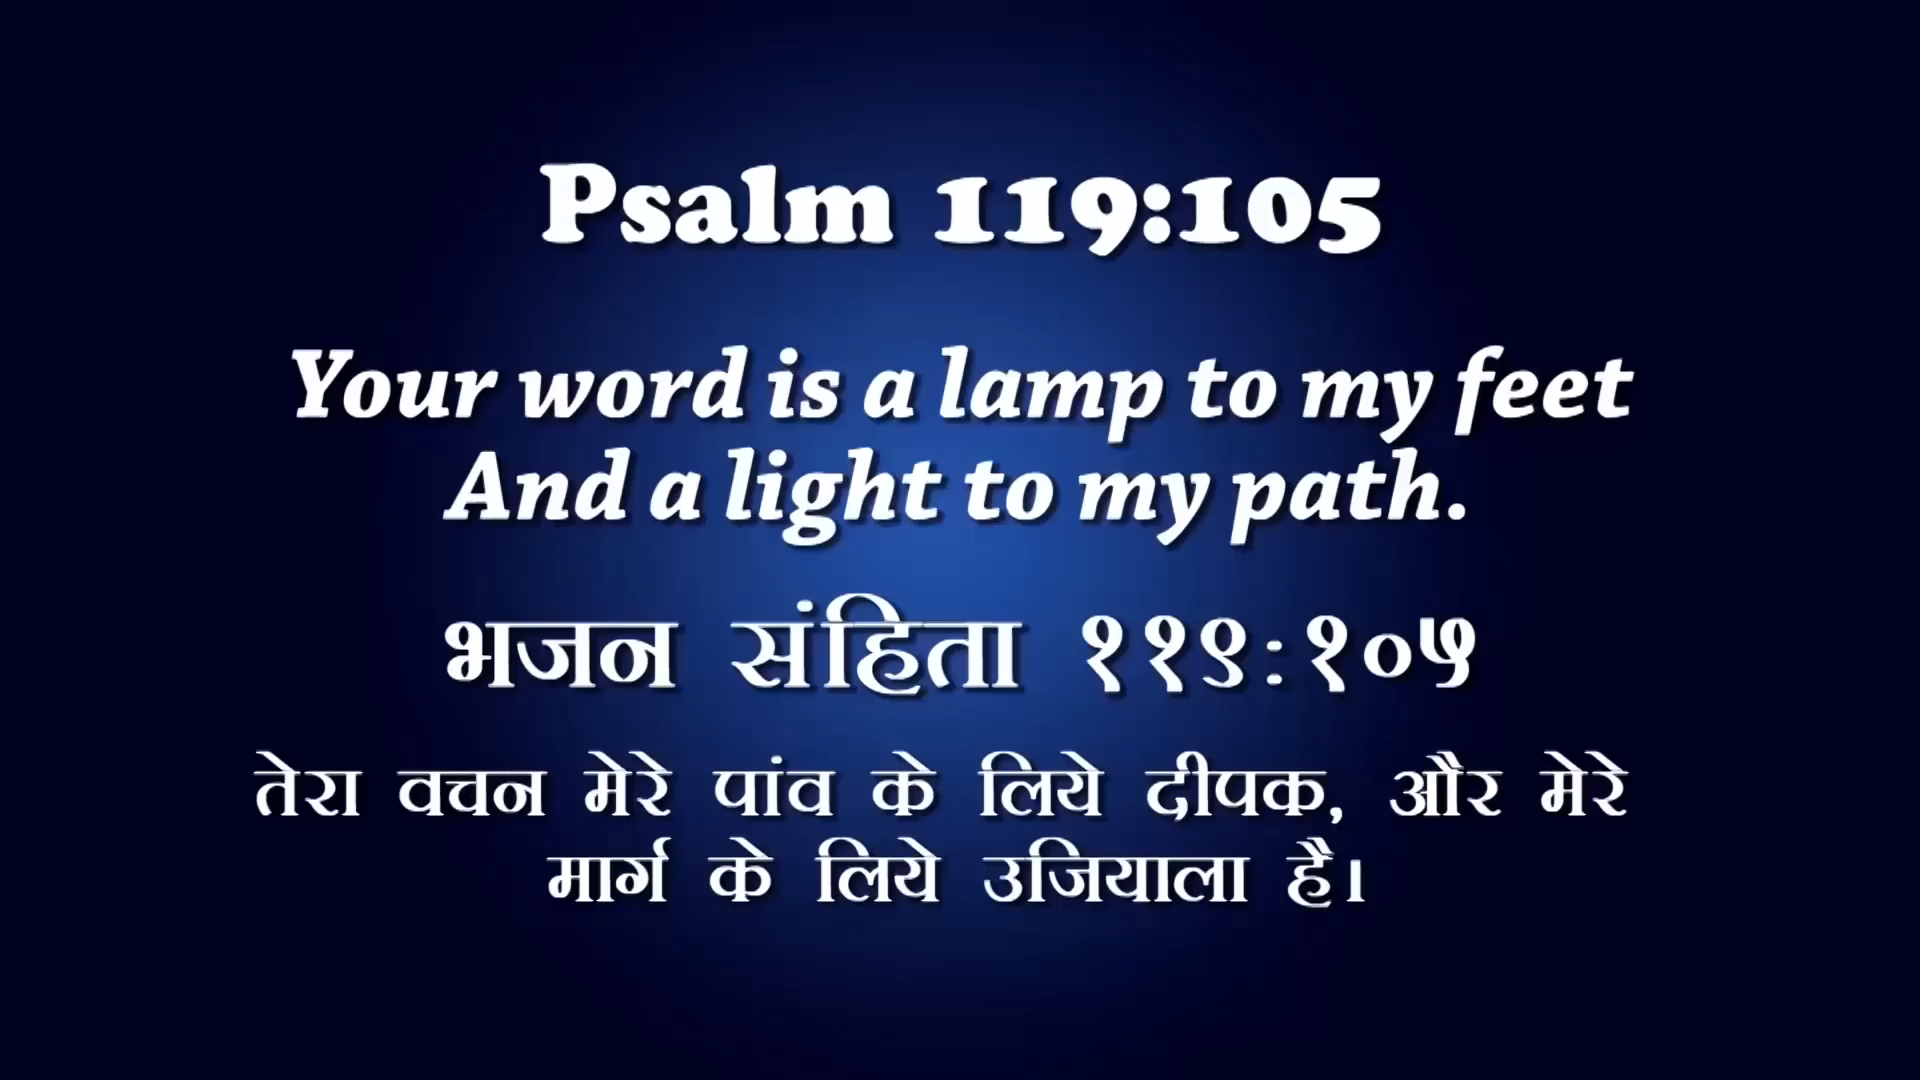 Psalm 119:105
Your word is a lamp to my feet
And a light to my path.
भजन संहिता ११९:१०५
तेरा वचन मेरे पांव के लिये दीपक, और मेरे
मार्ग के लिये उजियाला है।